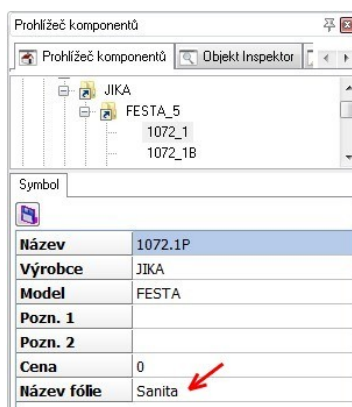 Prohlížeč komponentů
Prohlížeč komponentů Objekt Inspektor
JIKA
FESTA_5
1072_1
1072_1B
Symbol
Název 1072.1P
Výrobce JIKA
Model FESTA
Pozn. 1
Pozn. 2
Cena 0
Název fólie Sanita